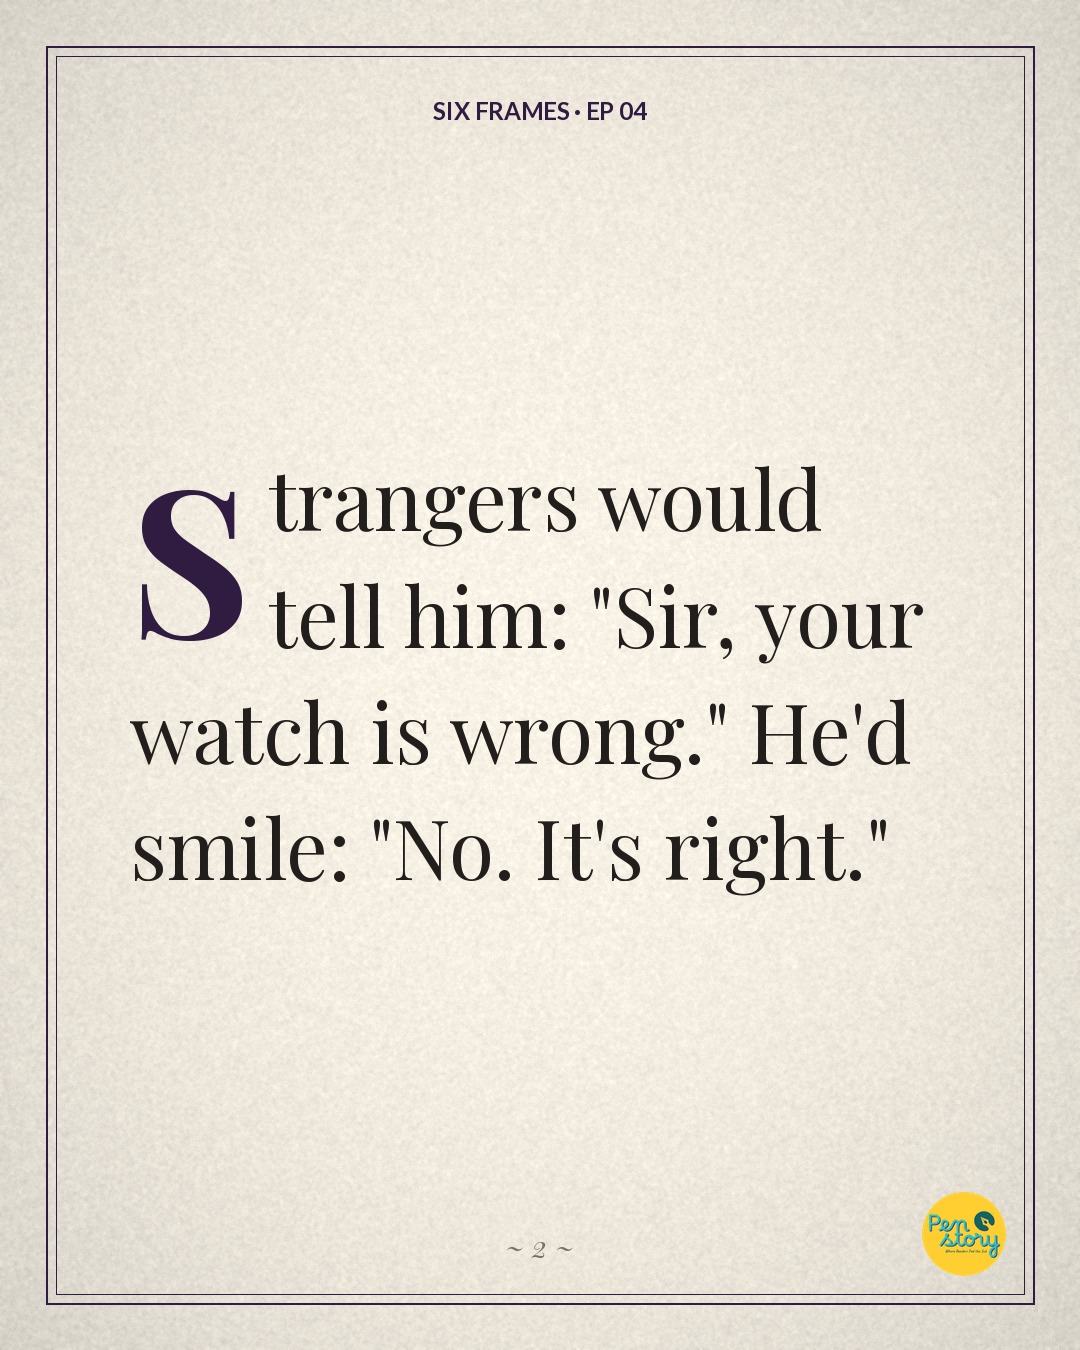 SIX FRAMES · EP 04
Strangers would
tell him: "Sir, your
watch is wrong." He'd
smile: "No. It's right."
~ 2 ~
Pen
story